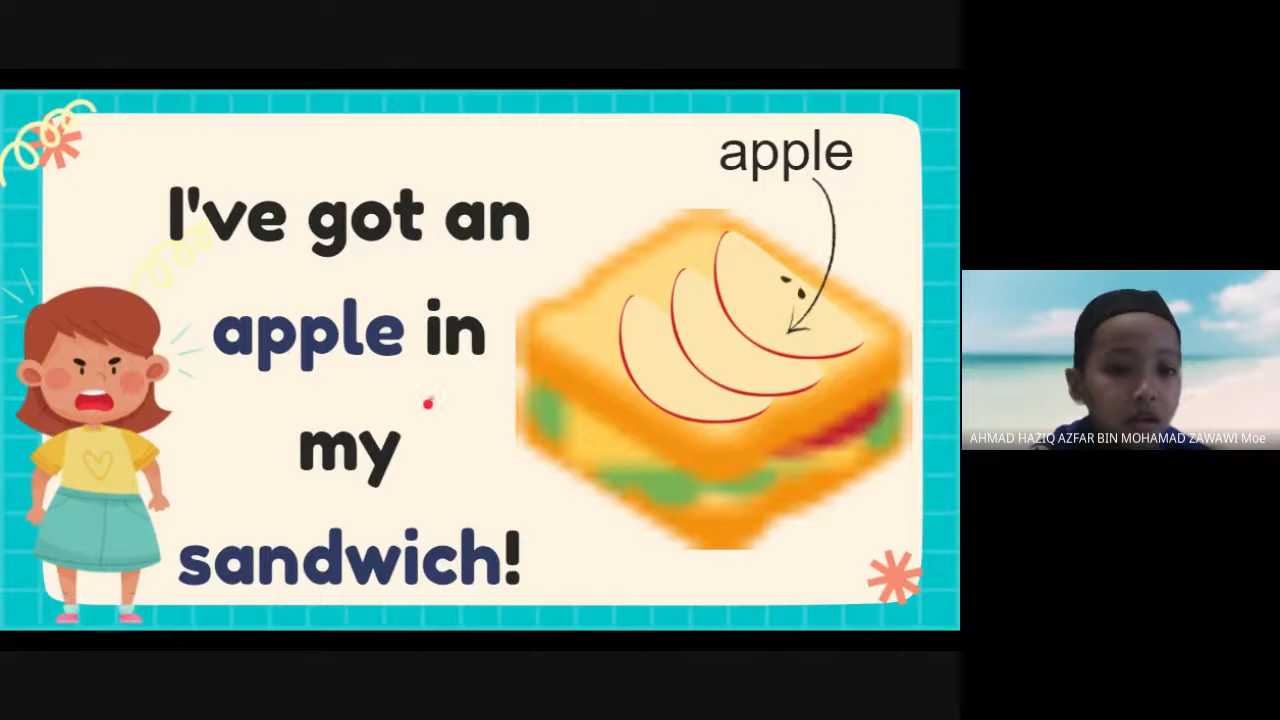 apple
I've got an
apple in
my
sandwich!
AHMAD HAZIQ AZFAR BIN MOHAMAD ZAWAWI Moe